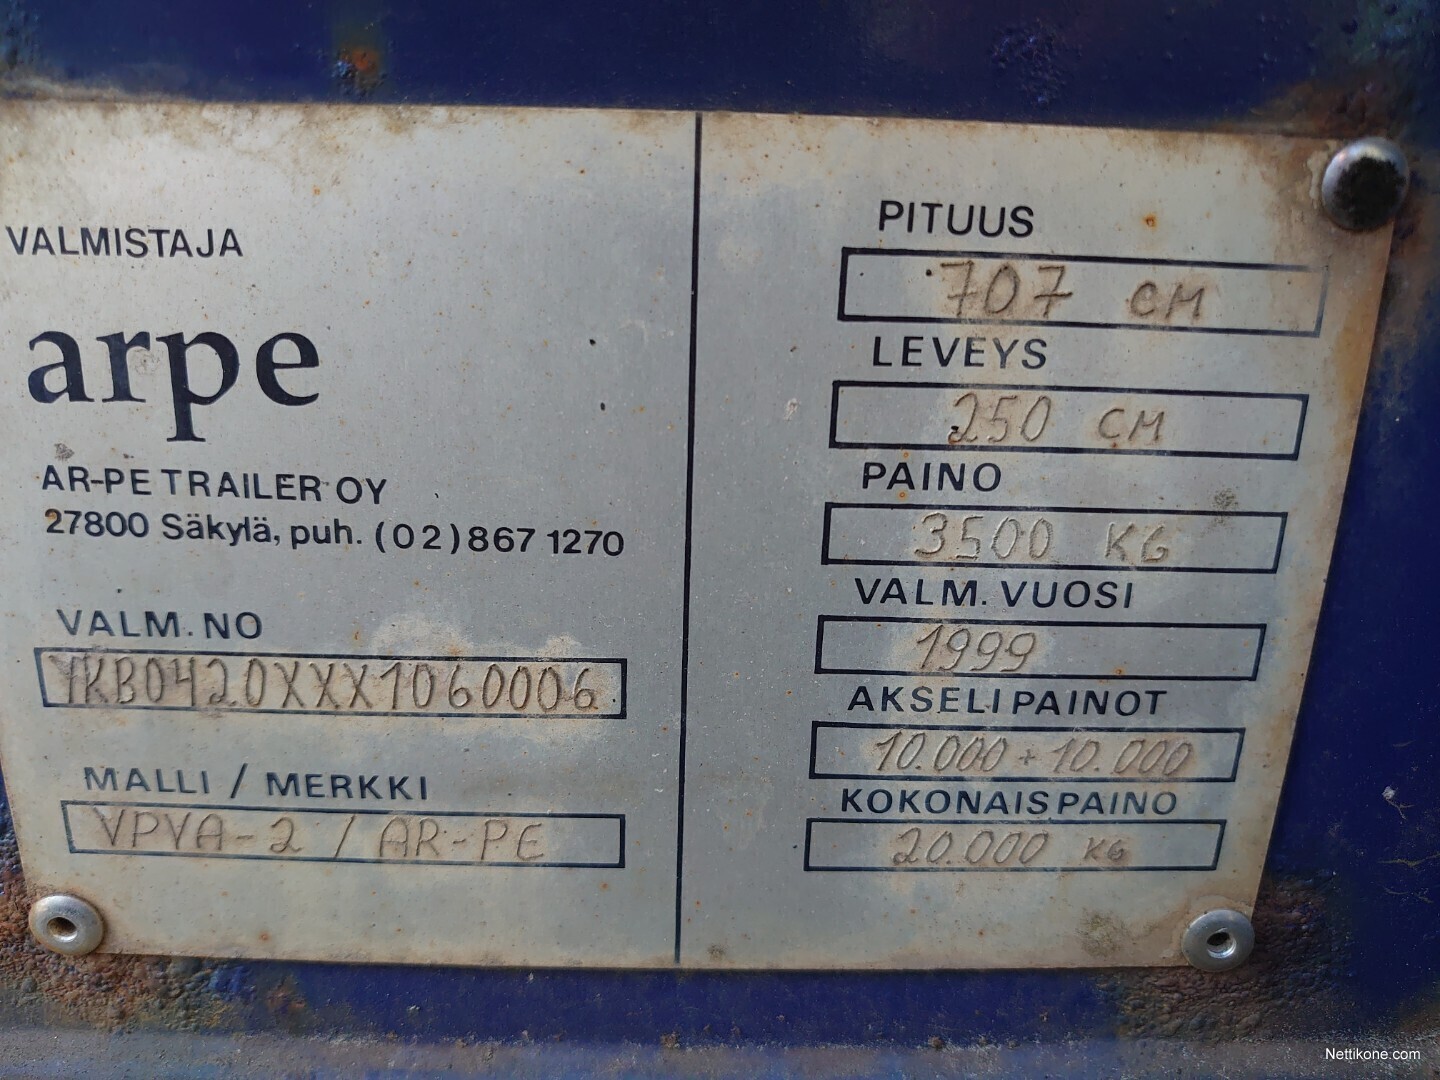 VALMISTAJA
arpe
AR-PE TRAILER OY
27800 Säkylä, puh. (02) 867 1270
VALM. NO
YKB0420XXX1060006
MALLI / MERKKI
VPVA-2 / AR-PE
PITUUS
707 CM
LEVEYS
250 CM
PAINO
3500 KG
VALM. VUOSI
1999
AKSELIPAINOT
10.000 + 10.000
KOKONAISPAINO
20.000 KG
Nettikone.com